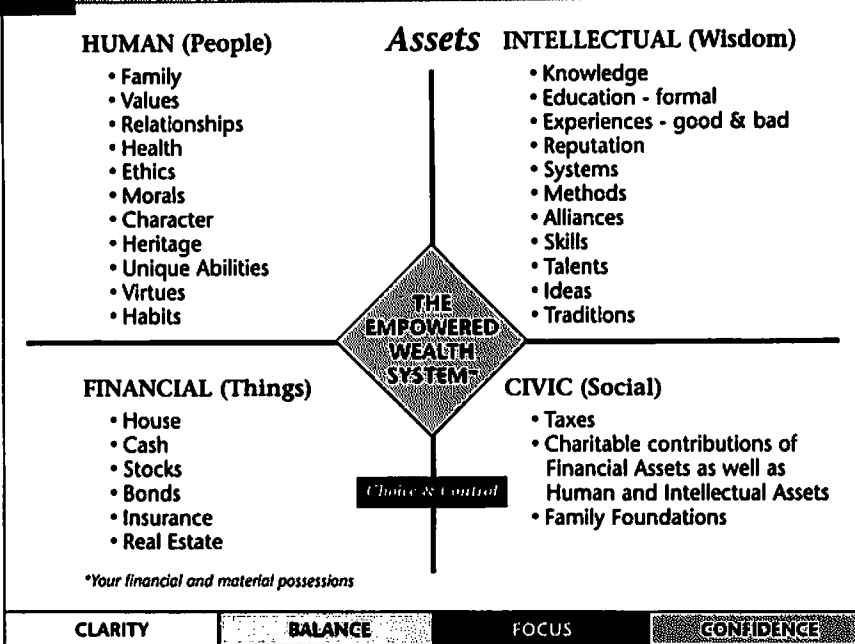 Assets
HUMAN (People)
• Family
• Values
• Relationships
• Health
• Ethics
• Morals
• Character
• Heritage
• Unique Abilities
• Virtues
• Habits
INTELLECTUAL (Wisdom)
• Knowledge
• Education - formal
• Experiences - good & bad
• Reputation
• Systems
• Methods
• Alliances
• Skills
• Talents
• Ideas
• Traditions
THE
EMPOWERED
WEALTH
SYSTEM™
FINANCIAL (Things)
• House
• Cash
• Stocks
• Bonds
• Insurance
• Real Estate
*Your financial and material possessions
Choice & Control
CIVIC (Social)
• Taxes
• Charitable contributions of
Financial Assets as well as
Human and Intellectual Assets
• Family Foundations
CLARITY
BALANCE
FOCUS
CONFIDENCE